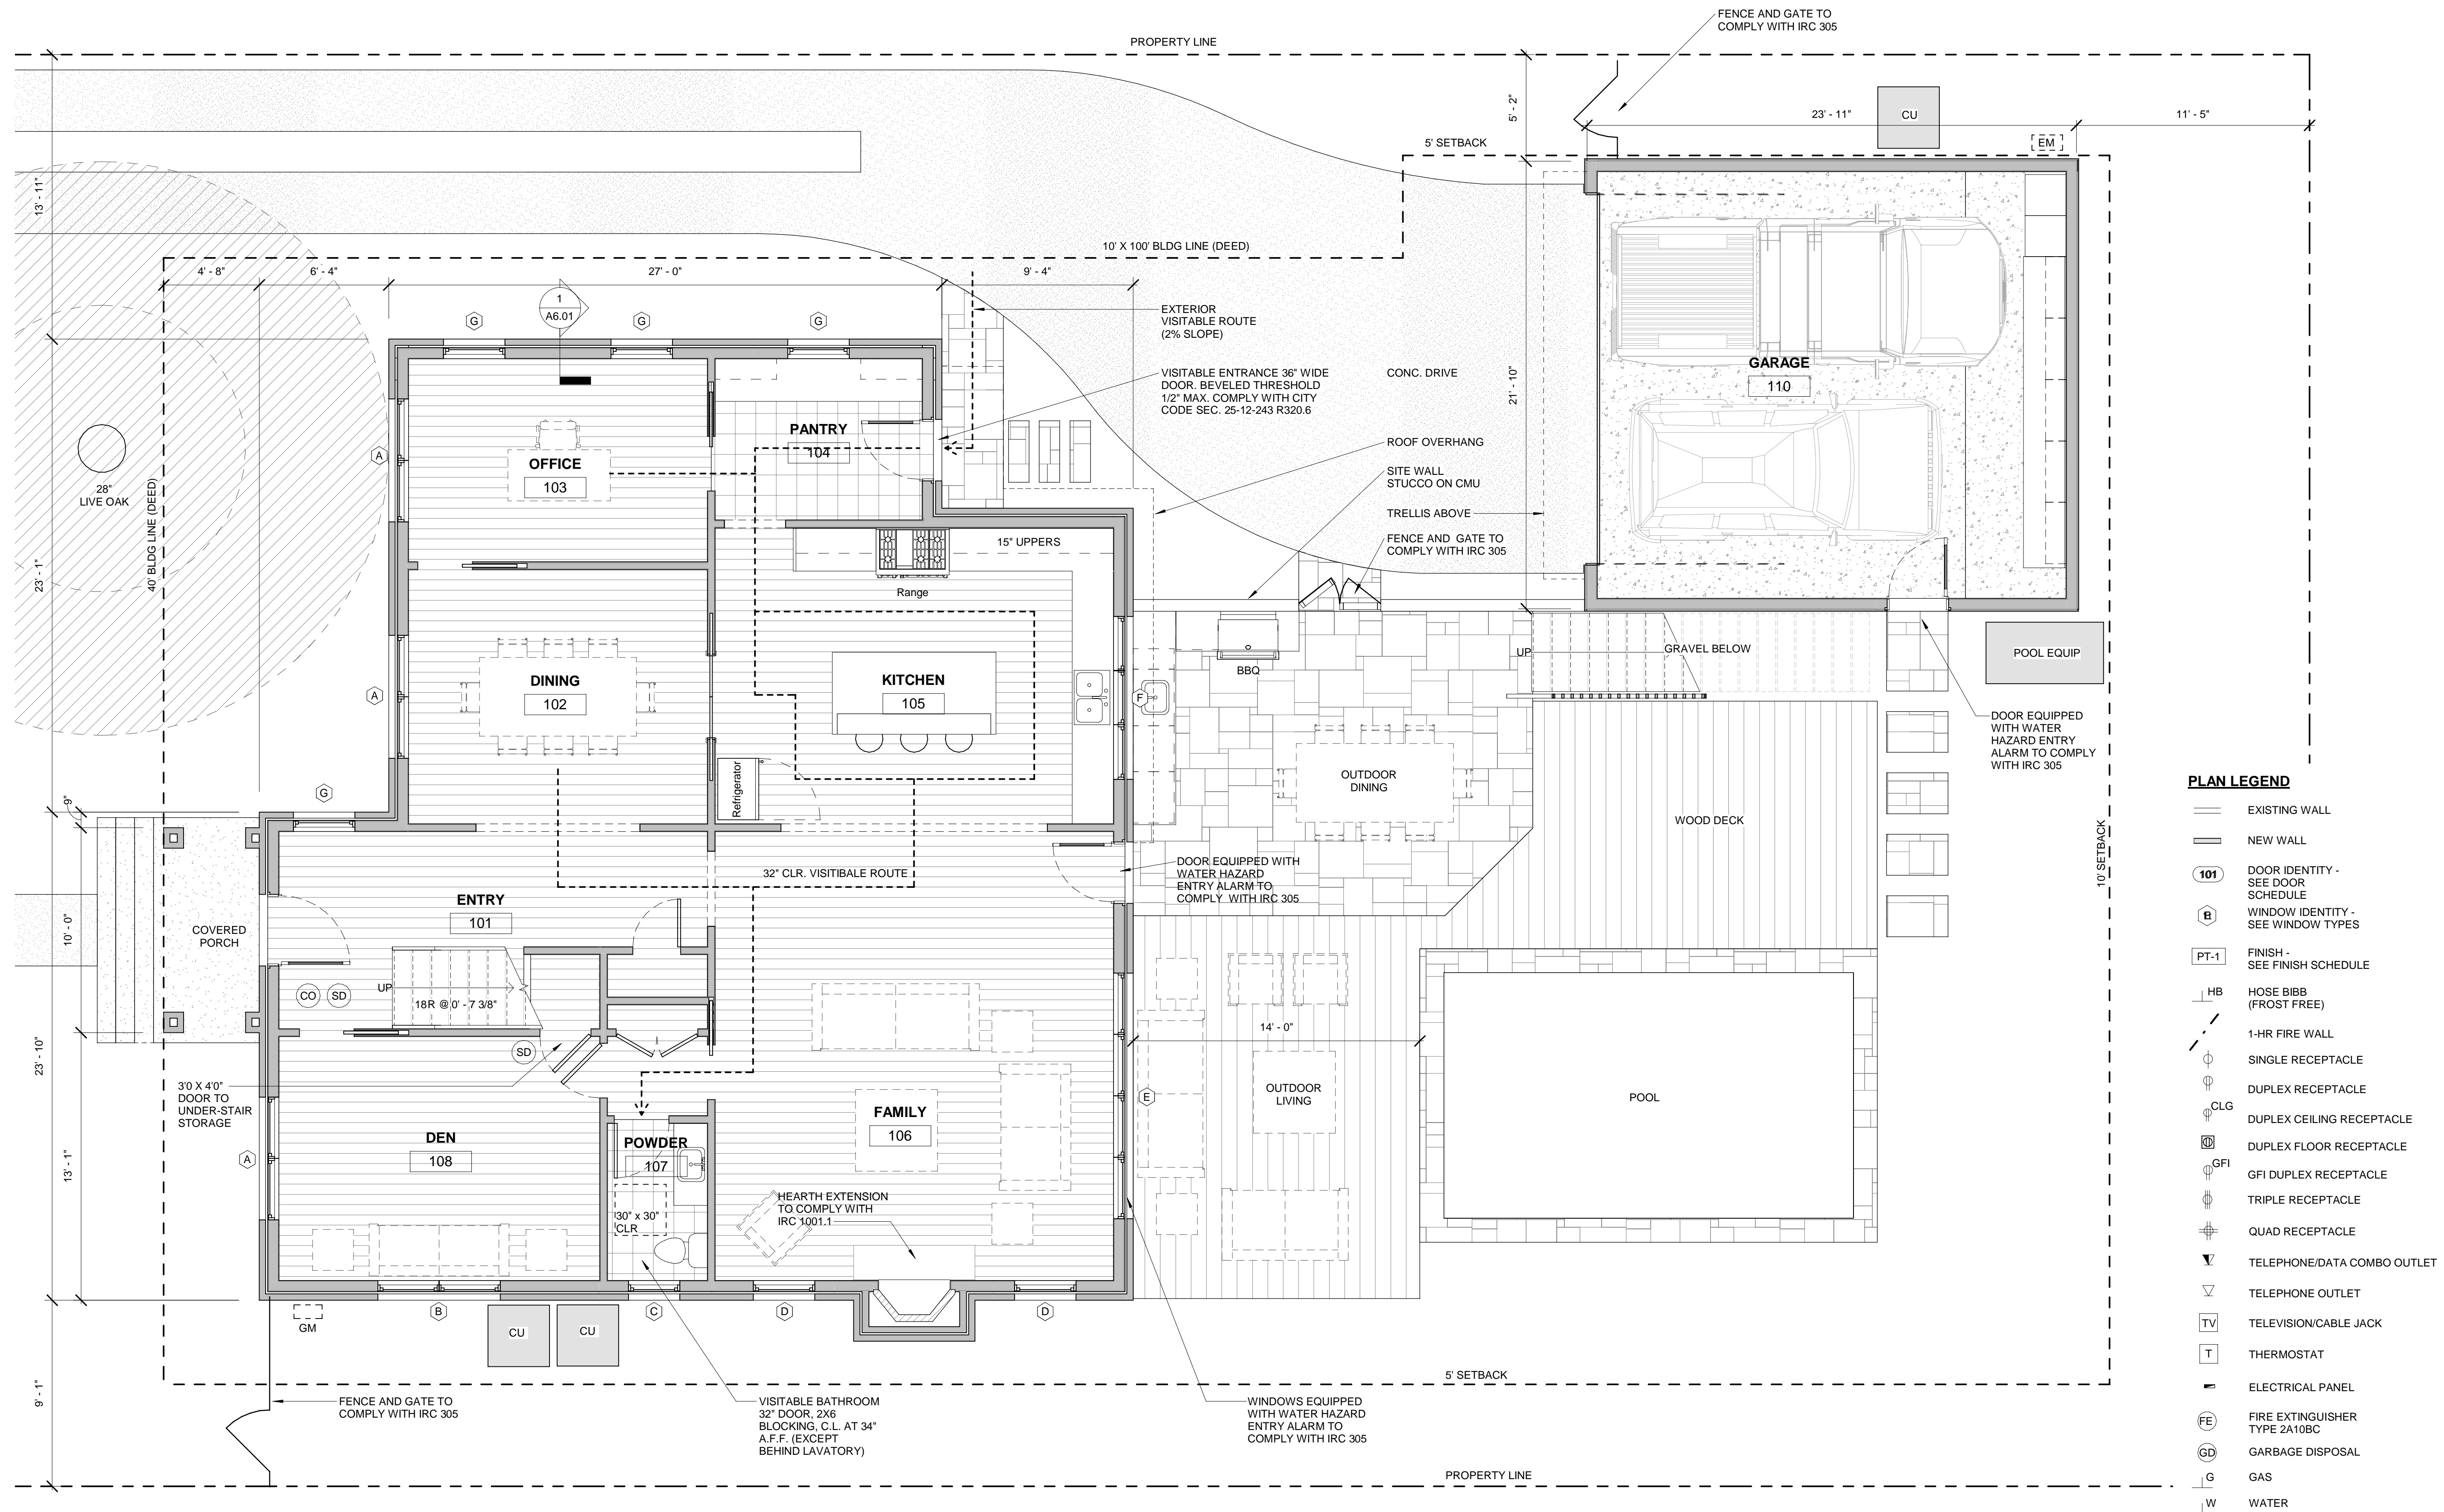 FENCE AND GATE TO
COMPLY WITH IRC 305
PROPERTY LINE
5' - 2"
23' - 11"
CU
11' - 5"
EM
5' SETBACK
13' - 11"
10' X 100' BLDG LINE (DEED)
4' - 8"
6' - 4"
27' - 0"
9' - 4"
1
A6.01
G
G
G
EXTERIOR
VISITABLE ROUTE
(2% SLOPE)
VISITABLE ENTRANCE 36" WIDE
DOOR. BEVELED THRESHOLD
1/2" MAX. COMPLY WITH CITY
CODE SEC. 25-12-243 R320.6
CONC. DRIVE
21' - 10"
GARAGE
110
PANTRY
104
ROOF OVERHANG
A
OFFICE
103
SITE WALL
STUCCO ON CMU
28"
LIVE OAK
40' BLDG LINE (DEED)
TRELLIS ABOVE
15" UPPERS
FENCE AND GATE TO
COMPLY WITH IRC 305
23' - 1"
Range
UP
GRAVEL BELOW
POOL EQUIP
BBQ
DINING
102
KITCHEN
105
A
F
DOOR EQUIPPED
WITH WATER
HAZARD ENTRY
ALARM TO COMPLY
WITH IRC 305
OUTDOOR
DINING
Refrigerator
G
9"
WOOD DECK
10' SETBACK
32" CLR. VISITIBALE ROUTE
DOOR EQUIPPED WITH
WATER HAZARD
ENTRY ALARM TO
COMPLY WITH IRC 305
ENTRY
101
COVERED
PORCH
10' - 0"
UP
CO
SD
18R @ 0' - 7 3/8"
SD
14' - 0"
23' - 10"
3'0 X 4'0"
DOOR TO
UNDER-STAIR
STORAGE
OUTDOOR
LIVING
E
POOL
FAMILY
106
DEN
108
POWDER
107
A
13' - 1"
HEARTH EXTENSION
TO COMPLY WITH
IRC 1001.1
30" x 30"
CLR
GM
B
CU
CU
C
D
D
5' SETBACK
9' - 1"
FENCE AND GATE TO
COMPLY WITH IRC 305
VISITABLE BATHROOM
32" DOOR, 2X6
BLOCKING, C.L. AT 34"
A.F.F. (EXCEPT
BEHIND LAVATORY)
WINDOWS EQUIPPED
WITH WATER HAZARD
ENTRY ALARM TO
COMPLY WITH IRC 305
PROPERTY LINE
PLAN LEGEND
EXISTING WALL
NEW WALL
101
DOOR IDENTITY -
SEE DOOR
SCHEDULE
WINDOW IDENTITY -
SEE WINDOW TYPES
PT-1
FINISH -
SEE FINISH SCHEDULE
HB
HOSE BIBB
(FROST FREE)
1-HR FIRE WALL
SINGLE RECEPTACLE
DUPLEX RECEPTACLE
CLG
DUPLEX CEILING RECEPTACLE
DUPLEX FLOOR RECEPTACLE
GFI
GFI DUPLEX RECEPTACLE
TRIPLE RECEPTACLE
QUAD RECEPTACLE
TELEPHONE/DATA COMBO OUTLET
TELEPHONE OUTLET
TV
TELEVISION/CABLE JACK
T
THERMOSTAT
ELECTRICAL PANEL
FE
FIRE EXTINGUISHER
TYPE 2A10BC
GD
GARBAGE DISPOSAL
G
GAS
W
WATER